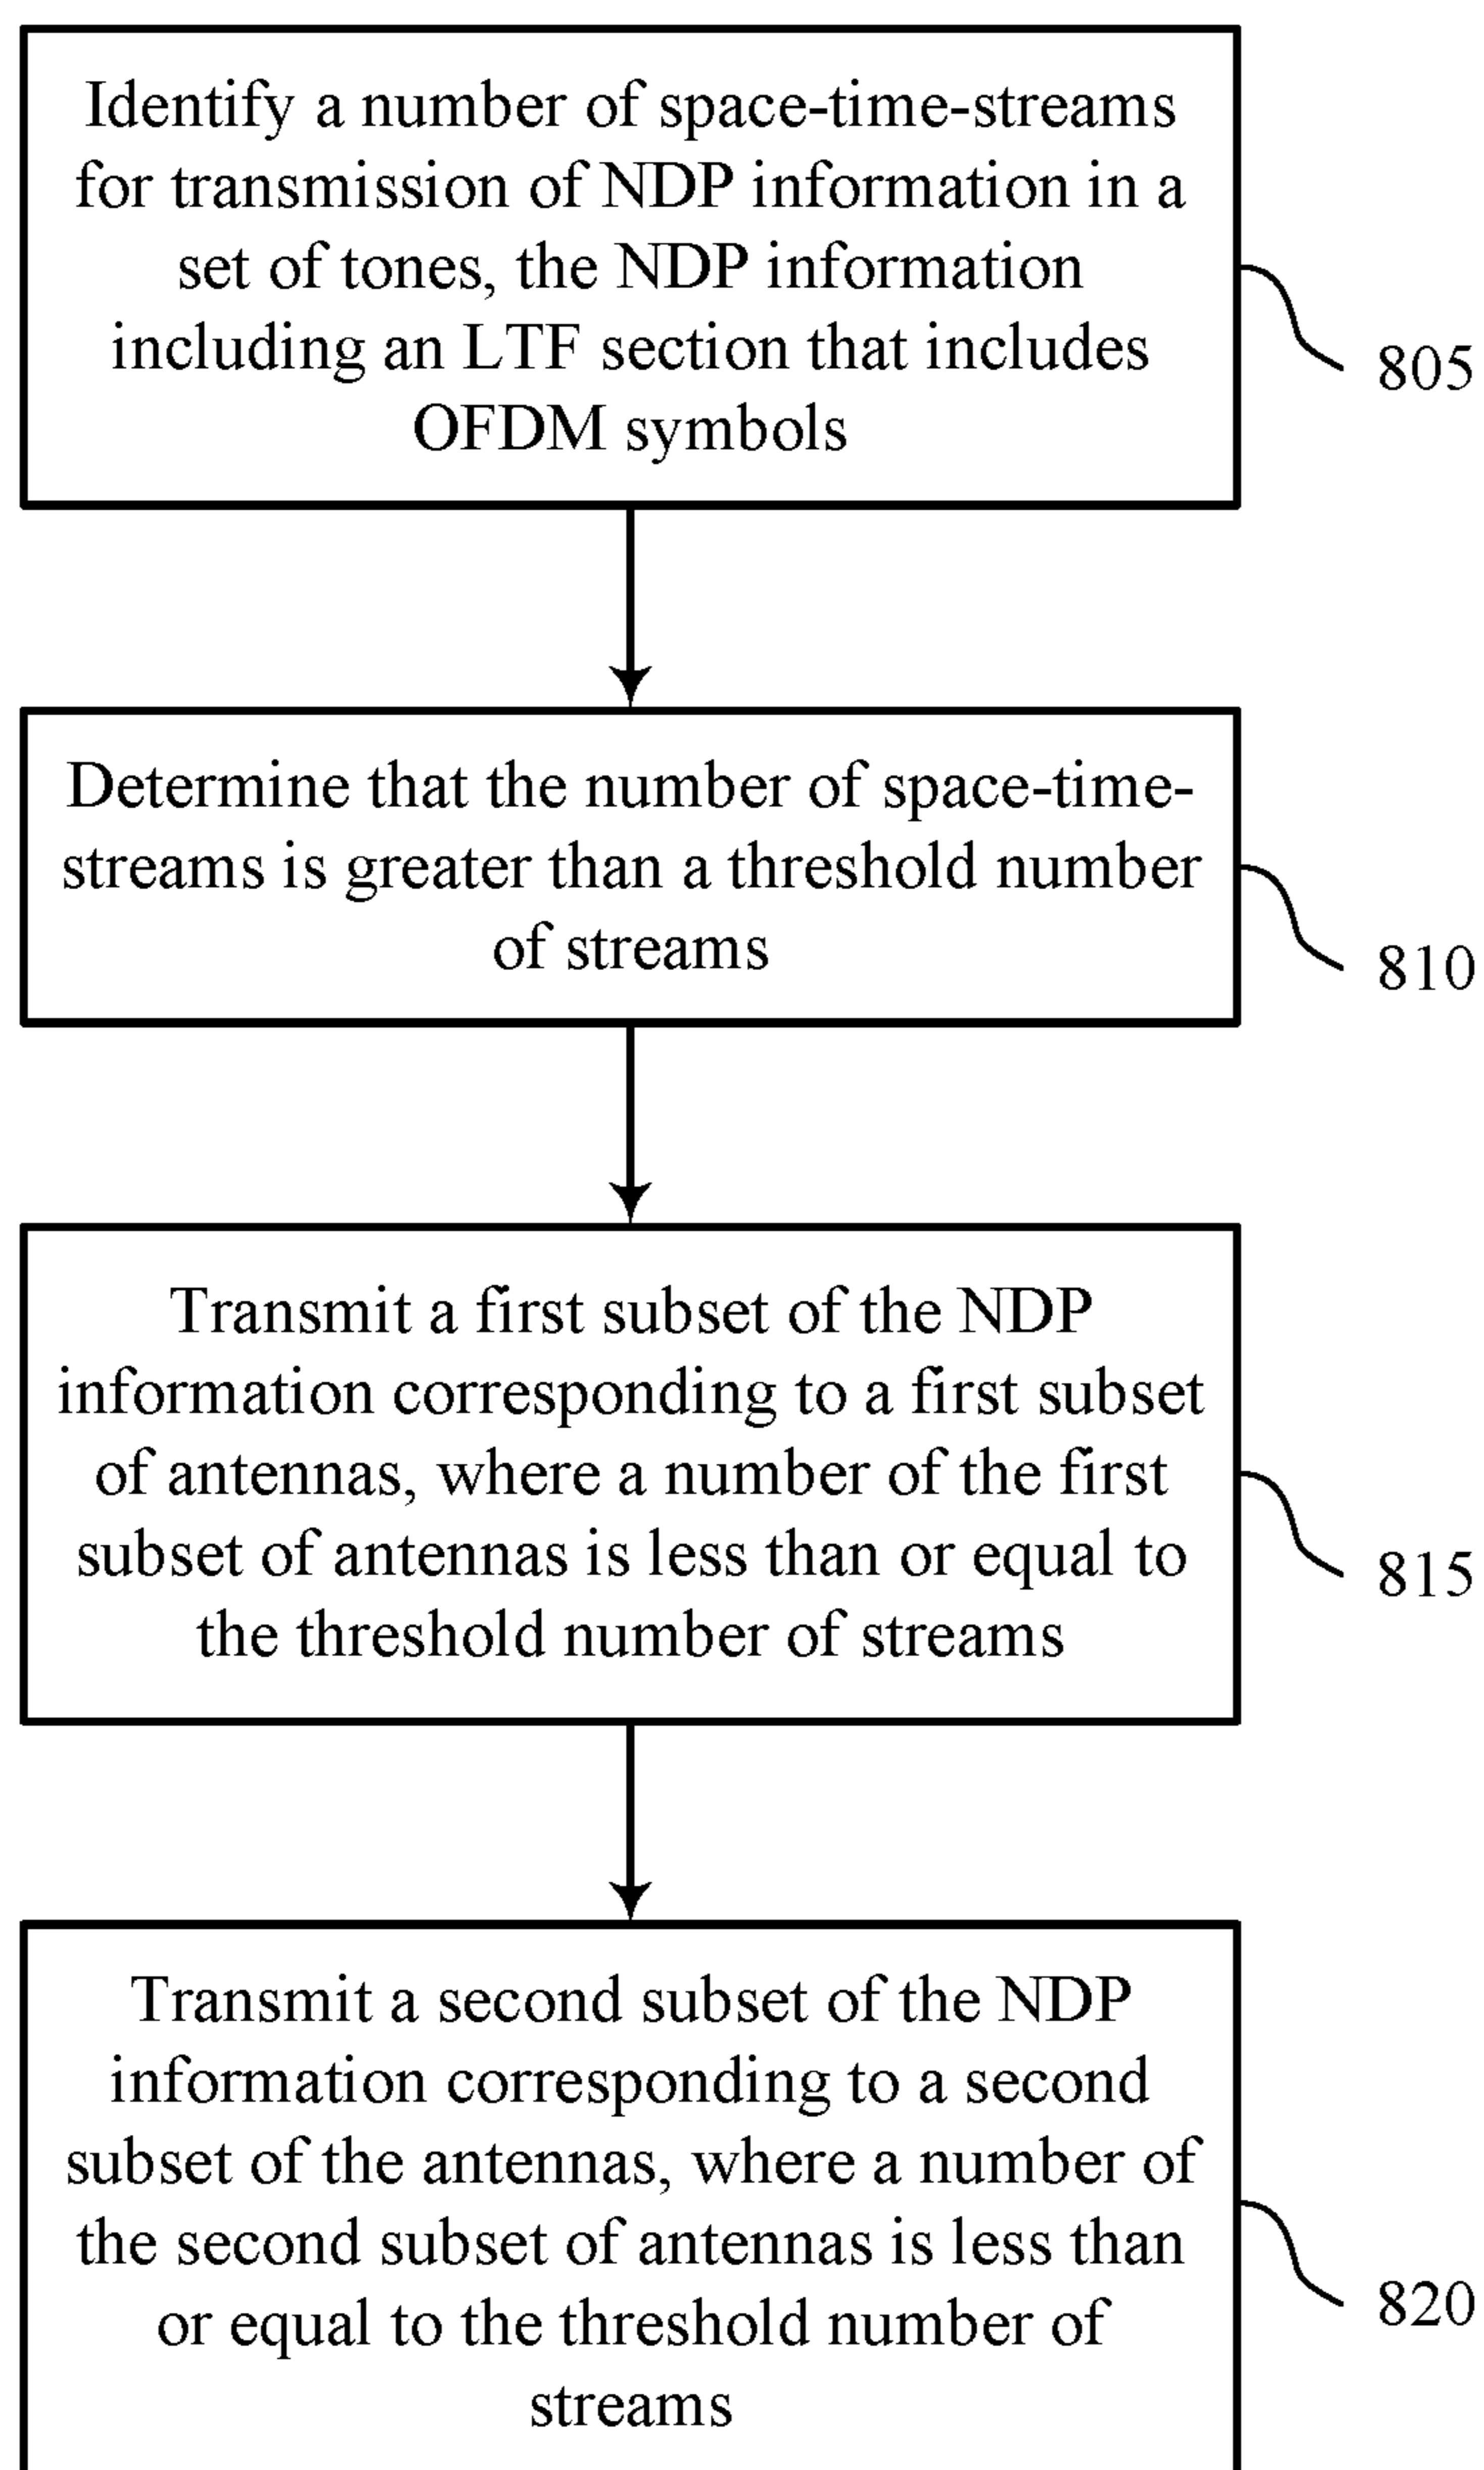 Identify a number of space-time-streams
for transmission of NDP information in a
set of tones, the NDP information
including an LTF section that includes
OFDM symbols
805
Determine that the number of space-time-
streams is greater than a threshold number
of streams
810
Transmit a first subset of the NDP
information corresponding to a first subset
of antennas, where a number of the first
subset of antennas is less than or equal to
the threshold number of streams
815
Transmit a second subset of the NDP
information corresponding to a second
subset of the antennas, where a number of
the second subset of antennas is less than
or equal to the threshold number of
streams
820